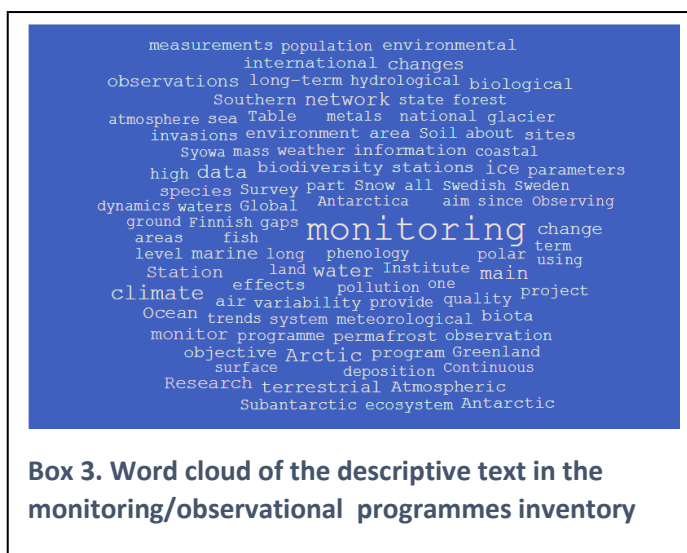 measurements population environmental
international changes
observations long-term hydrological biological
Southern network state forest
atmosphere sea Table metals national glacier
invasions environment area Soil about sites
Syowa mass weather information coastal
high data biodiversity stations ice parameters
species Survey part Snow all Swedish Sweden
dynamics waters Global Antarctica aim since Observing
ground Finnish gaps monitoring change
areas fish term
level marine long phenology polar using
Station land water Institute main
climate effects pollution one project
air variability provide quality
Ocean trends system meteorological biota
monitor programme permafrost observation
objective Arctic program Greenland
surface deposition Continuous
Research terrestrial Atmospheric
Subantarctic ecosystem Antarctic
Box 3. Word cloud of the descriptive text in the
monitoring/observational programmes inventory